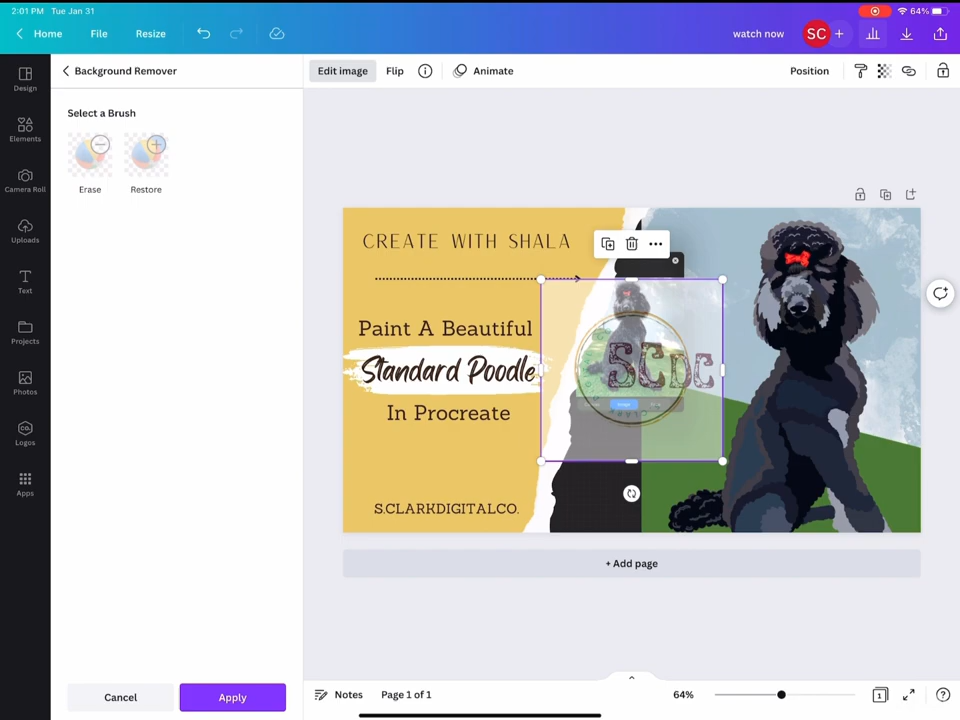 2:01 PM Tue Jan 31
64%
Home
File
Resize
watch now
SC
+
Design
Elements
Camera Roll
Uploads
Text
Projects
Photos
Logos
Apps
Background Remover
Select a Brush
Erase
Restore
Cancel
Apply
Edit image
Flip
Animate
Position
CREATE WITH SHALA
Paint A Beautiful
Standard Poodle
In Procreate
S.CLARKDIGITALCO.
SCDC
+ Add page
Notes
Page 1 of 1
64%
1